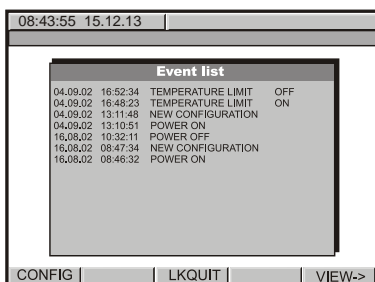 08:43:55 15.12.13
Event list
04.09.02 16:52:34 TEMPERATURE LIMIT OFF
04.09.02 16:48:23 TEMPERATURE LIMIT ON
04.09.02 13:11:48 NEW CONFIGURATION
04.09.02 13:10:51 POWER ON
16.08.02 10:32:11 POWER OFF
16.08.02 08:47:34 NEW CONFIGURATION
16.08.02 08:46:32 POWER ON
CONFIG LKQUIT VIEW->